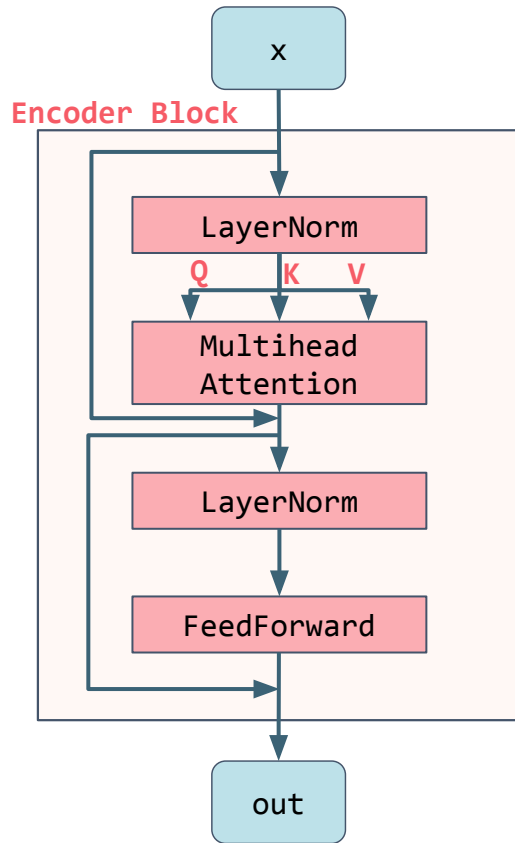 x
Encoder Block
LayerNorm
Q K V
Multihead
Attention
LayerNorm
FeedForward
out